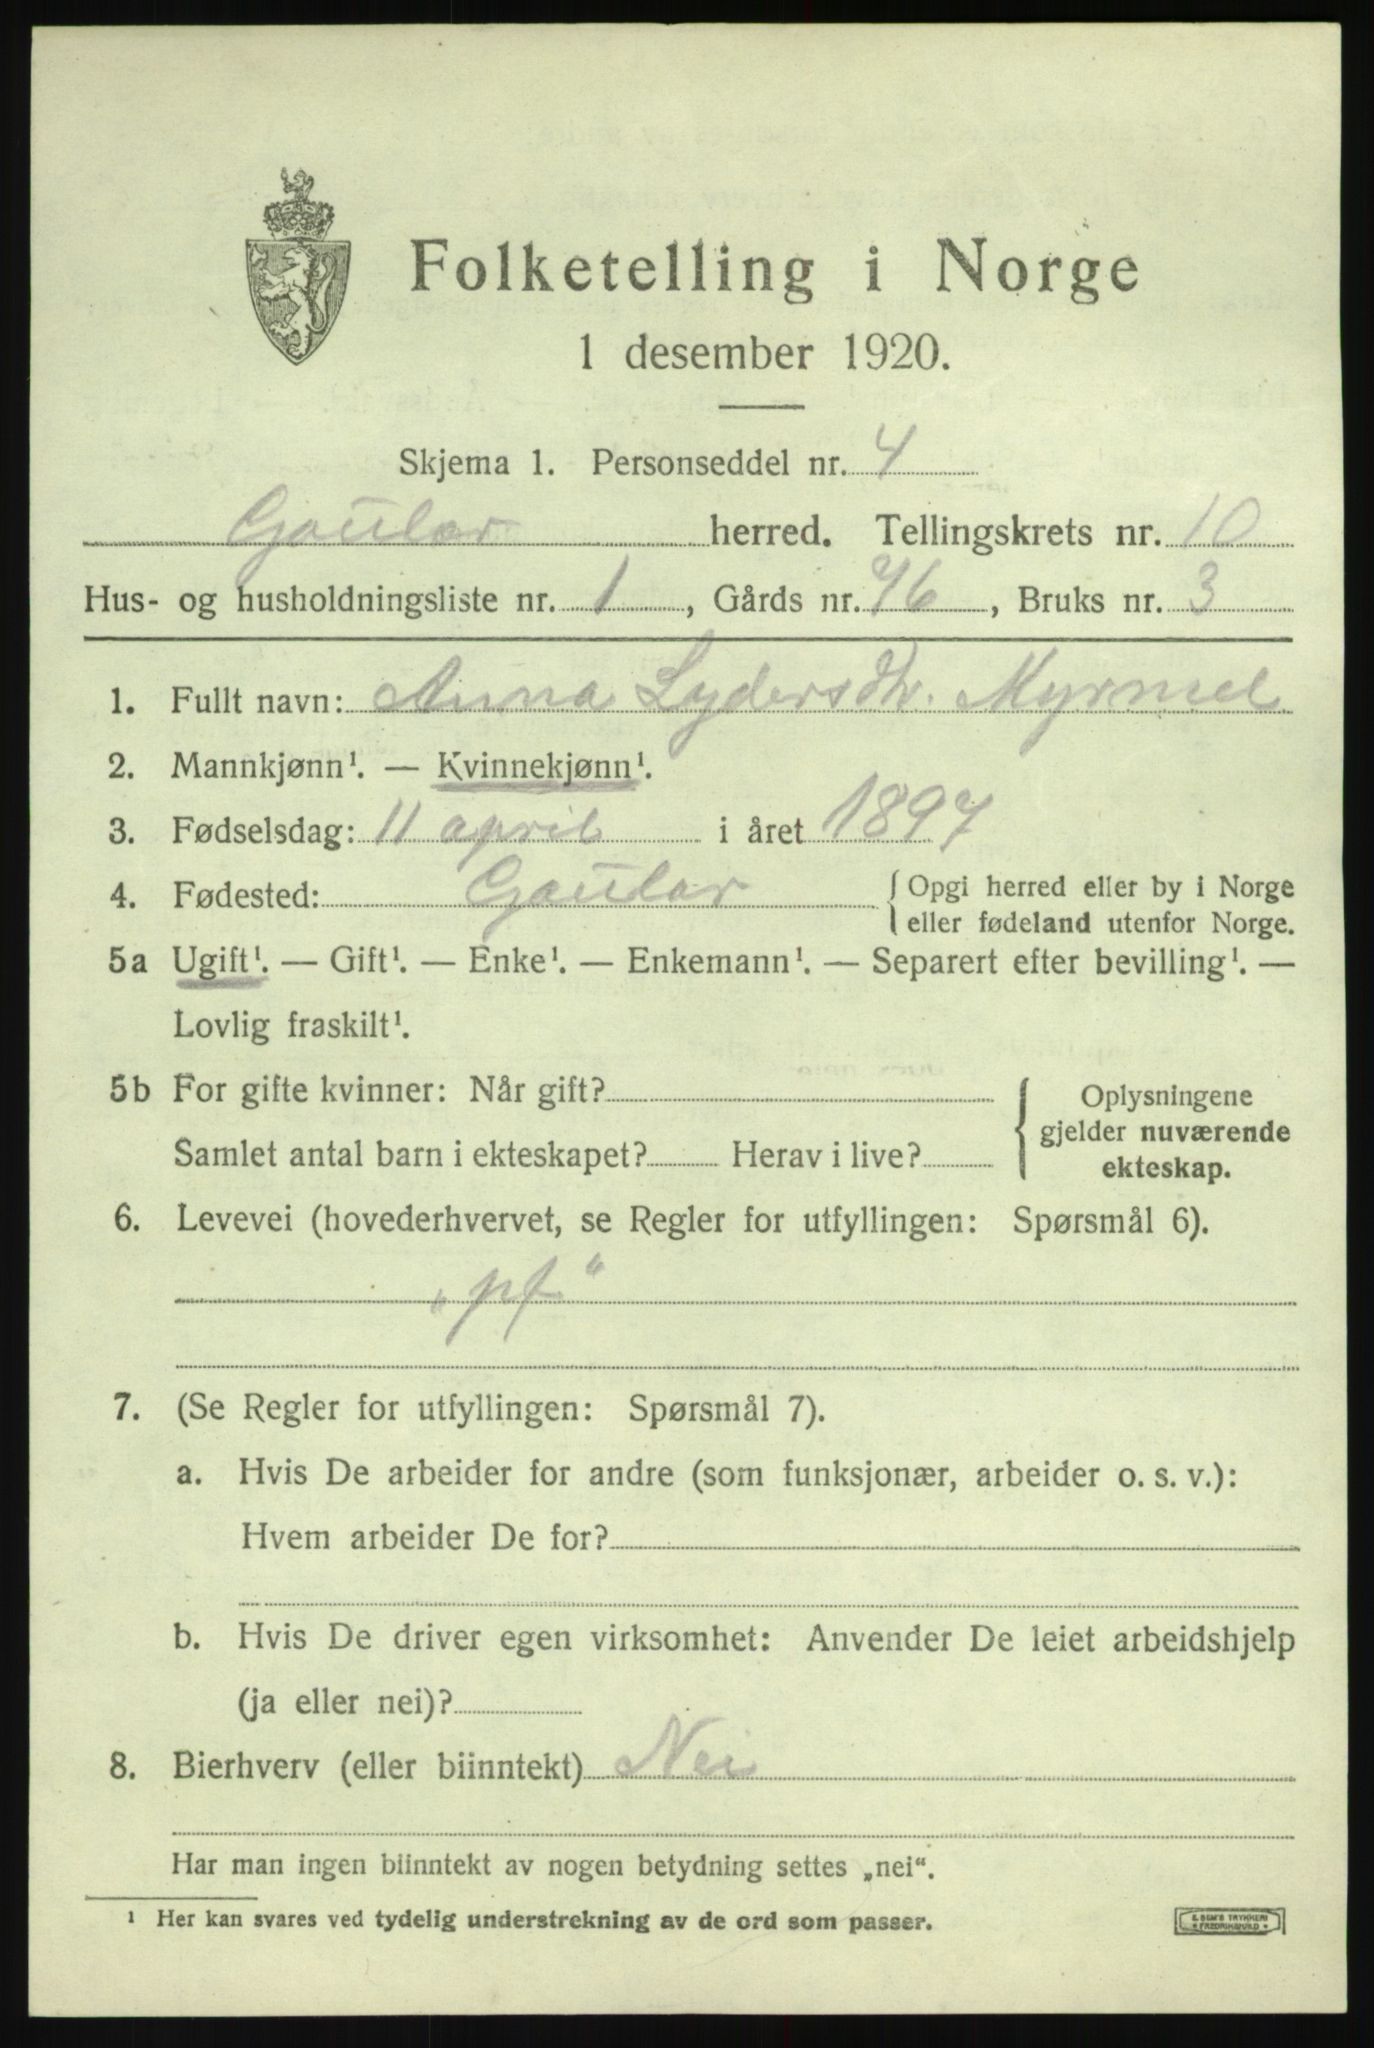 Folketelling i Norge
1 desember 1920.
Skjema 1. Personseddel nr. 4
Gaular herred. Tellingskrets nr. 10
Hus- og husholdningsliste nr. 1, Gårds nr. 76, Bruks nr. 3
1. Fullt navn: Anna Lydersdtr. Myrmel
2. Mannkjønn¹. — Kvinnekjønn¹.
3. Fødselsdag: 11 april i året 1897
4. Fødested: Gaular { Opgi herred eller by i Norge
eller fødeland utenfor Norge.
5a Ugift¹. — Gift¹. — Enke¹. — Enkemann¹. — Separert efter bevilling¹. —
Lovlig fraskilt¹.
5b For gifte kvinner: Når gift? { Oplysningene
gjelder nuværende
Samlet antal barn i ekteskapet? Herav i live? ekteskap.
6. Levevei (hovederhvervet, se Regler for utfyllingen: Spørsmål 6).
„pf“
7. (Se Regler for utfyllingen: Spørsmål 7).
a. Hvis De arbeider for andre (som funksjonær, arbeider o. s. v.):
Hvem arbeider De for?
b. Hvis De driver egen virksomhet: Anvender De leiet arbeidshjelp
(ja eller nei)?
8. Bierhverv (eller biinntekt) Nei
Har man ingen biinntekt av nogen betydning settes „nei“.
¹ Her kan svares ved tydelig understrekning av de ord som passer.